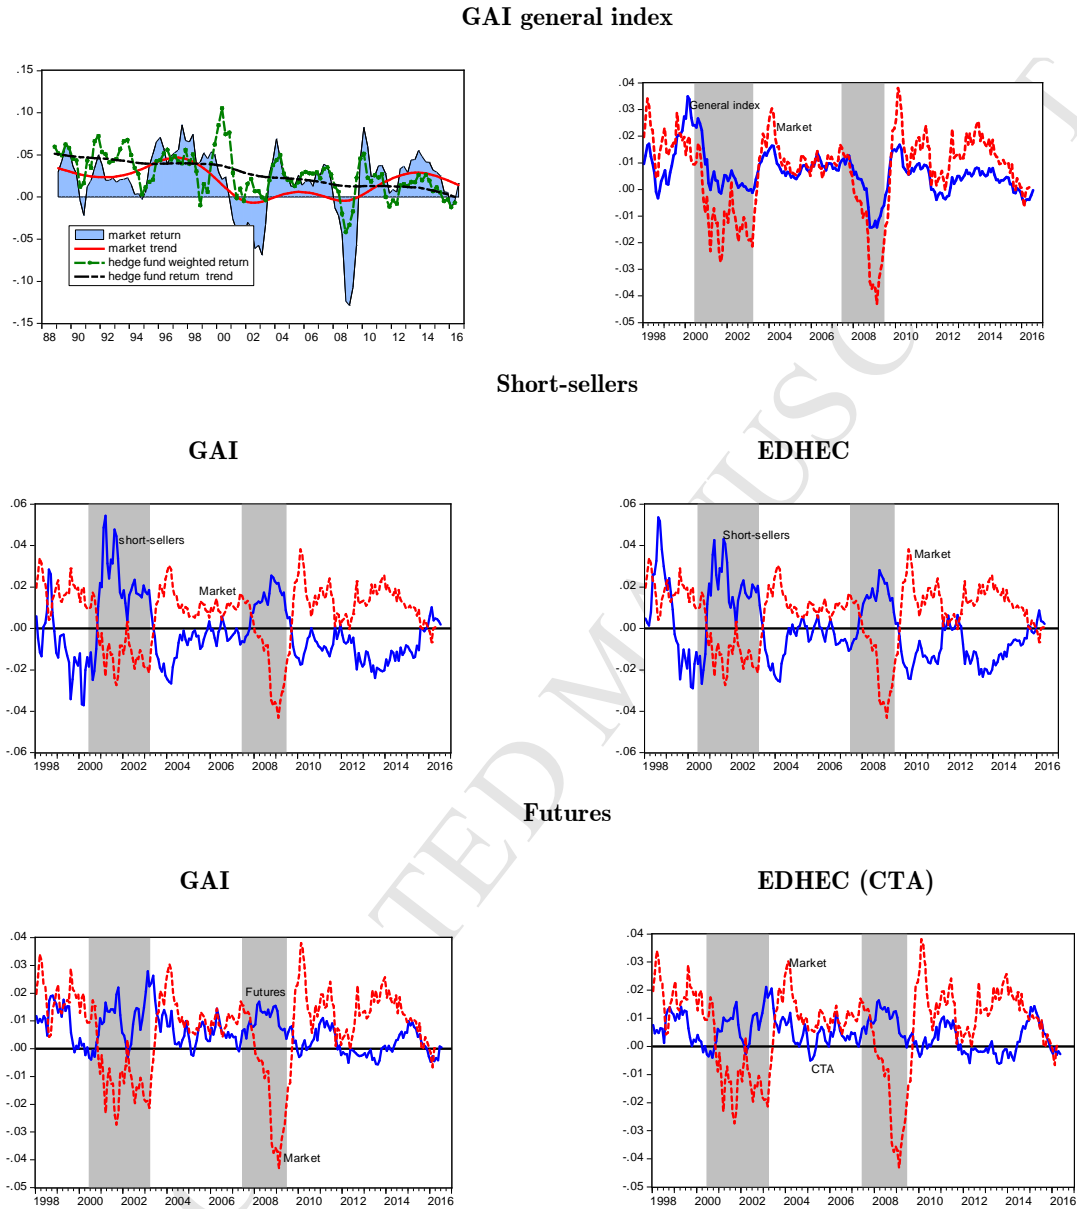 GAI general index
.15
.10
.05
.00
-.05
-.10
-.15
market return
market trend
hedge fund weighted return
hedge fund return trend
88 90 92 94 96 98 00 02 04 06 08 10 12 14 16
.04
.03
.02
.01
.00
-.01
-.02
-.03
-.04
-.05
General index
Market
1998 2000 2002 2004 2006 2008 2010 2012 2014 2016
Short-sellers
GAI
.06
.04
.02
.00
-.02
-.04
-.06
short-sellers
Market
1998 2000 2002 2004 2006 2008 2010 2012 2014 2016
EDHEC
.06
.04
.02
.00
-.02
-.04
-.06
Short-sellers
Market
1998 2000 2002 2004 2006 2008 2010 2012 2014 2016
Futures
GAI
.04
.03
.02
.01
.00
-.01
-.02
-.03
-.04
-.05
Futures
Market
1998 2000 2002 2004 2006 2008 2010 2012 2014 2016
EDHEC (CTA)
.04
.03
.02
.01
.00
-.01
-.02
-.03
-.04
-.05
Market
CTA
1998 2000 2002 2004 2006 2008 2010 2012 2014 2016
TED MANUSC
T